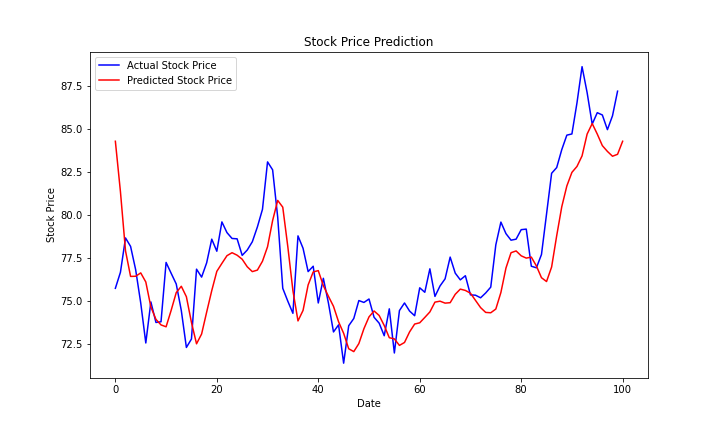 Stock Price Prediction
Actual Stock Price
Predicted Stock Price
87.5
85.0
82.5
80.0
77.5
75.0
72.5
Stock Price
0 20 40 60 80 100
Date